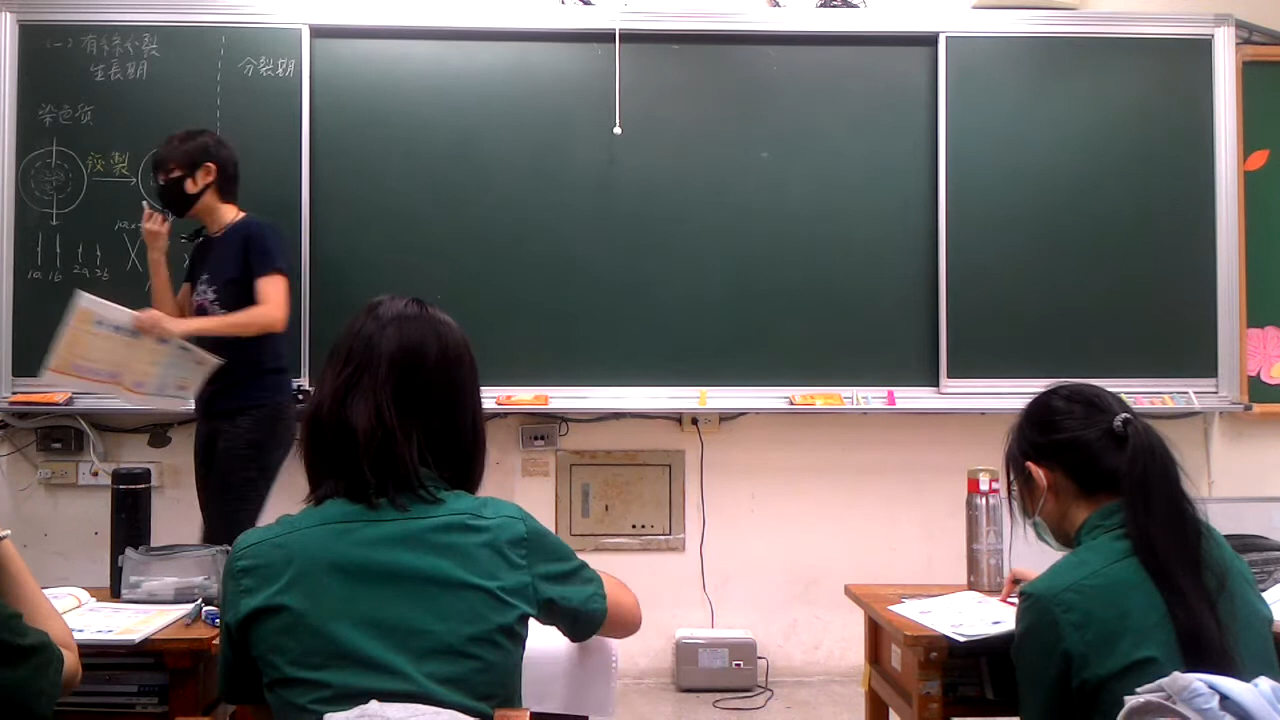 (一) 有絲分裂
生長期
分裂期
染色質
複製
1a 1b 2a 2b